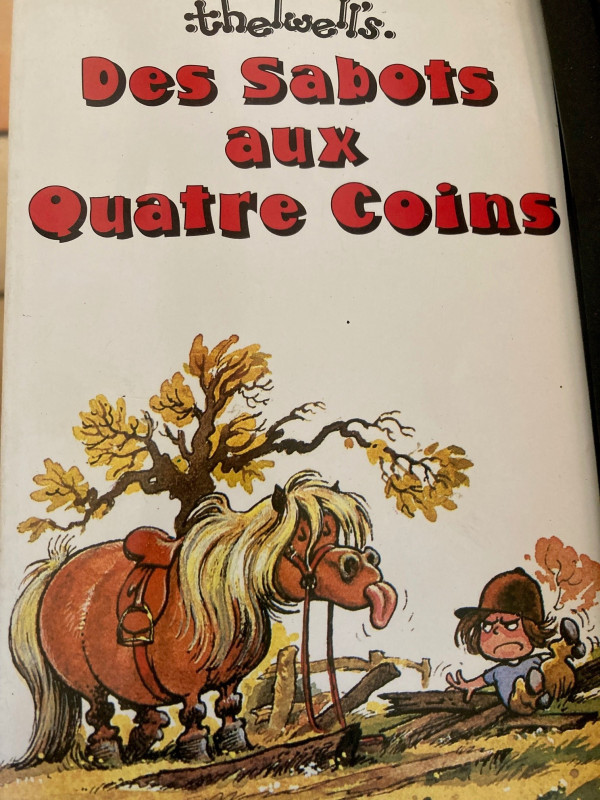 :thelwell's.
Des Sabots
aux
Quatre Coins